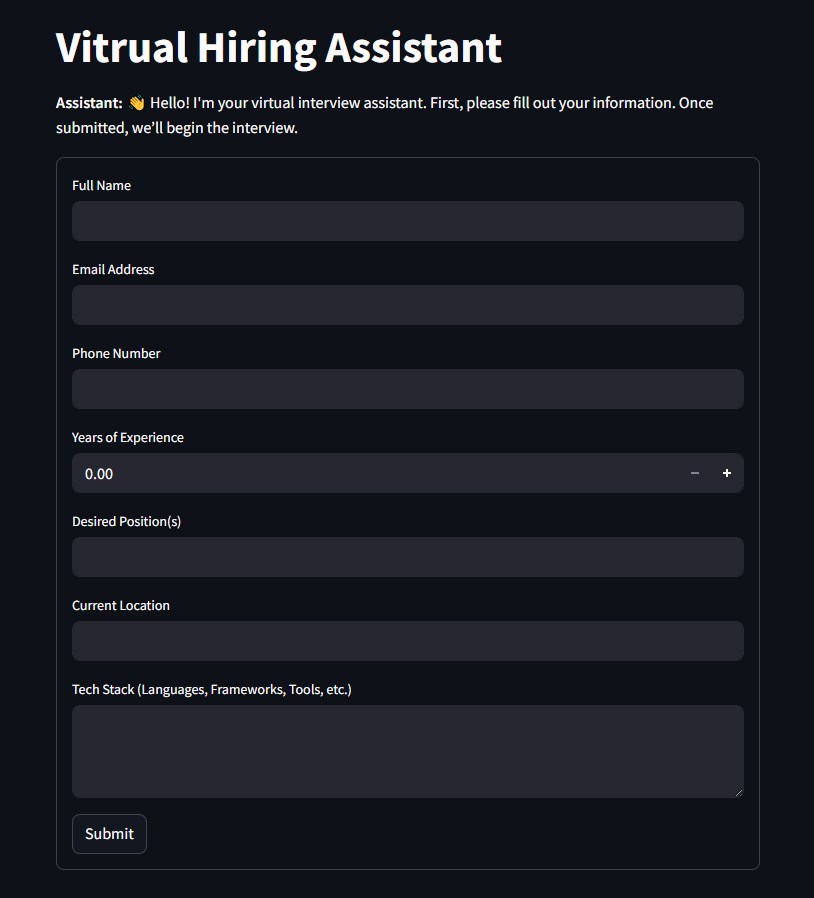 Vitrual Hiring Assistant
Assistant: 👋 Hello! I'm your virtual interview assistant. First, please fill out your information. Once
submitted, we’ll begin the interview.
Full Name
Email Address
Phone Number
Years of Experience
0.00
Desired Position(s)
Current Location
Tech Stack (Languages, Frameworks, Tools, etc.)
Submit